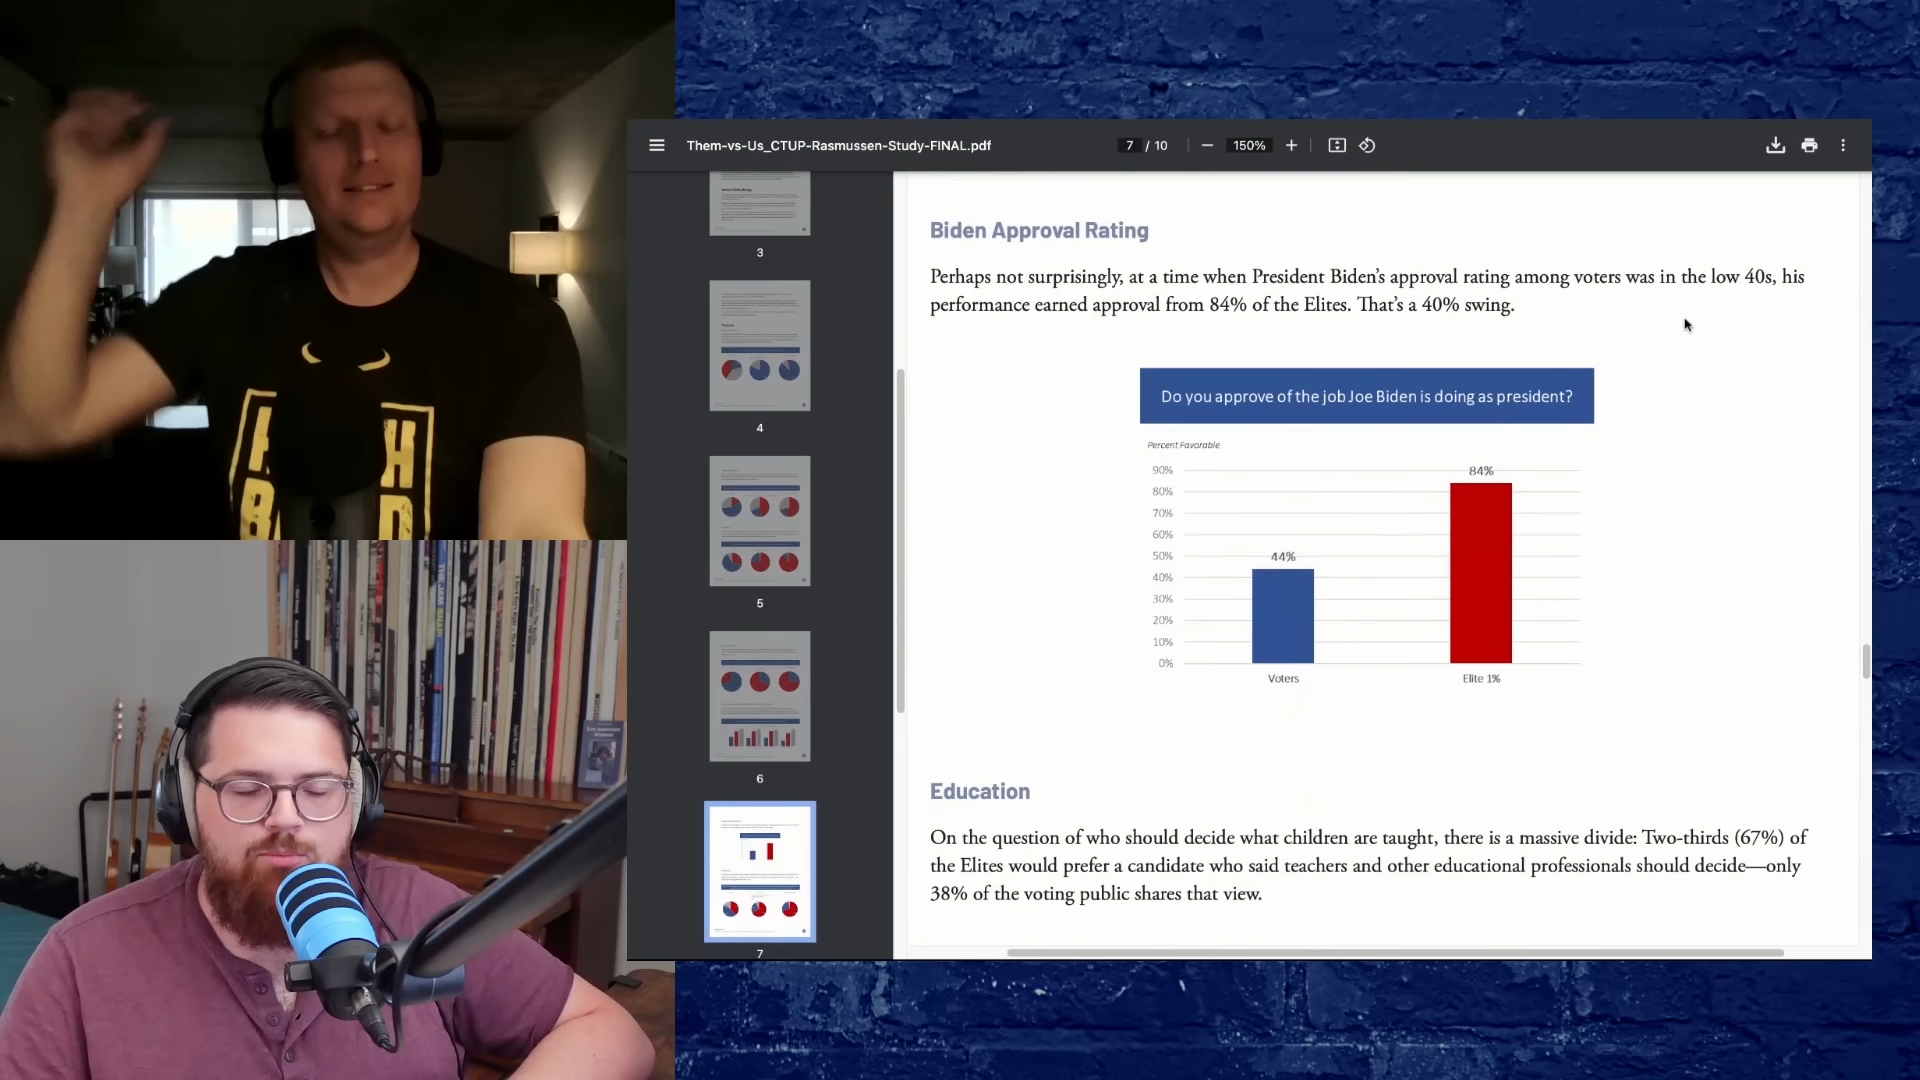 Them-vs-Us_CTUP-Rasmussen-Study-FINAL.pdf
7 / 10
150%
3
4
5
6
7
Biden Approval Rating
Perhaps not surprisingly, at a time when President Biden's approval rating among voters was in the low 40s, his
performance earned approval from 84% of the Elites. That's a 40% swing.
Do you approve of the job Joe Biden is doing as president?
Percent Favorable
90%
80%
70%
60%
50%
40%
30%
20%
10%
0%
44%
84%
Voters
Elite 1%
Education
On the question of who should decide what children are taught, there is a massive divide: Two-thirds (67%) of
the Elites would prefer a candidate who said teachers and other educational professionals should decide—only
38% of the voting public shares that view.